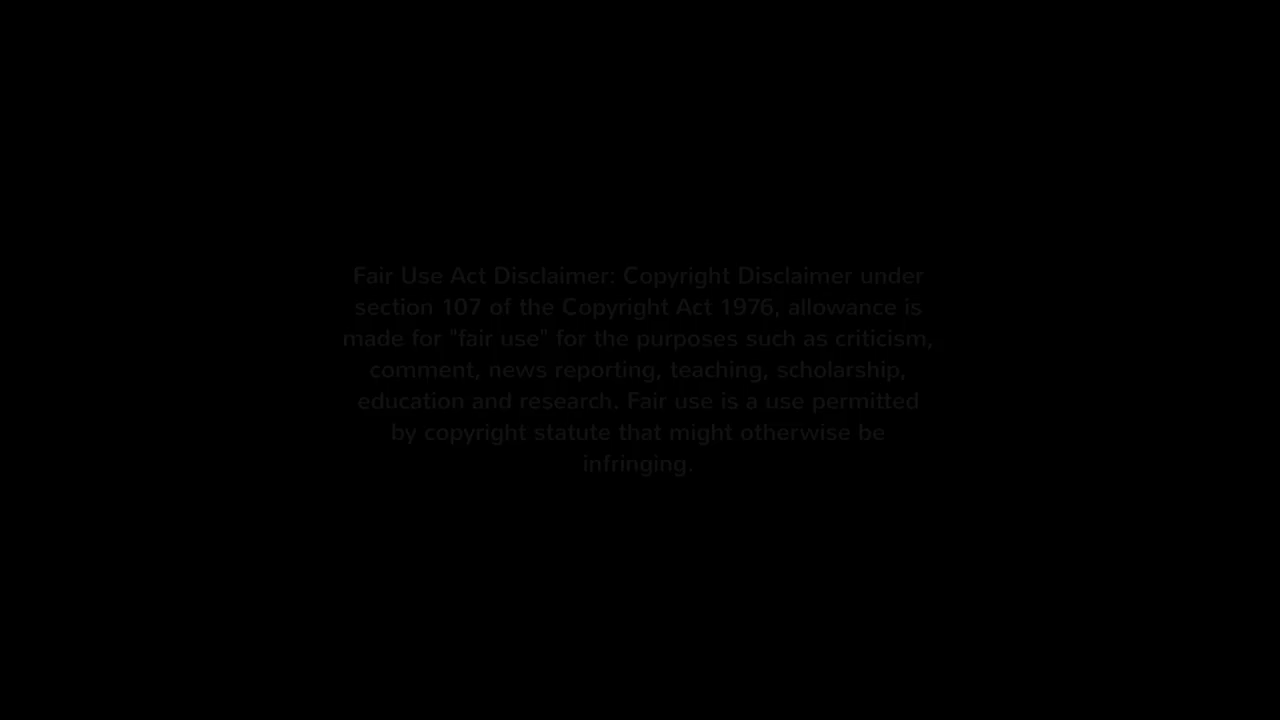 Fair Use Act Disclaimer: Copyright Disclaimer under
section 107 of the Copyright Act 1976, allowance is
made for "fair use" for the purposes such as criticism,
comment, news reporting, teaching, scholarship,
education and research. Fair use is a use permitted
by copyright statute that might otherwise be
infringing.